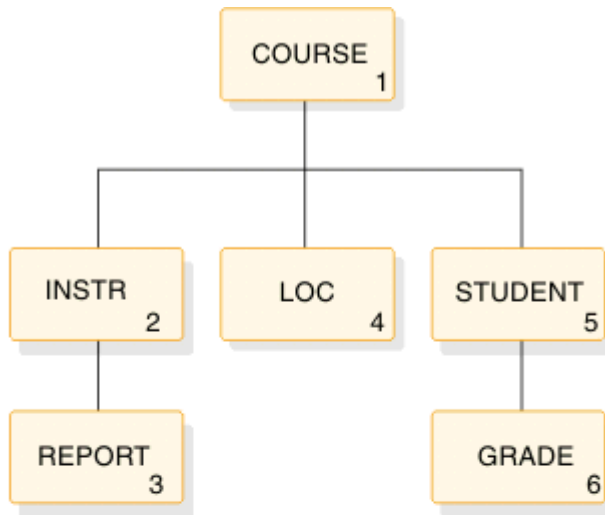 COURSE
1
INSTR
2
LOC
4
STUDENT
5
REPORT
3
GRADE
6